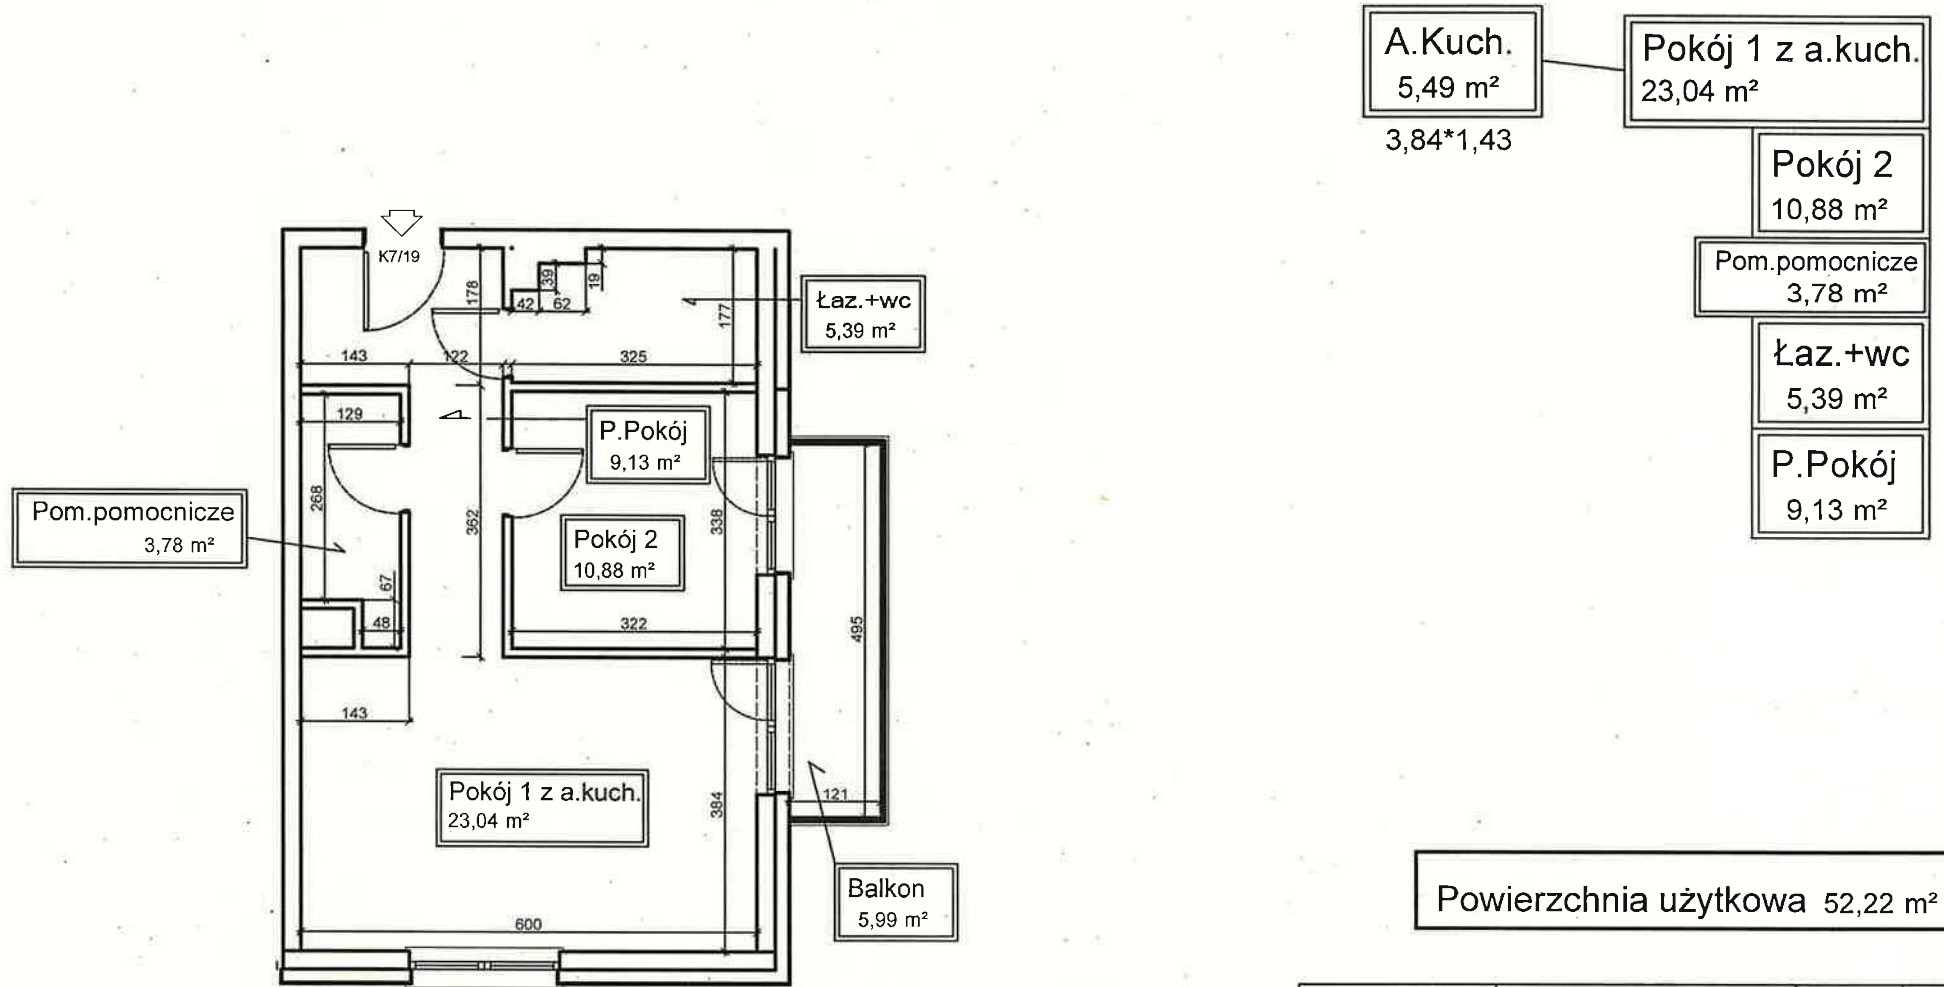 A.Kuch.
5,49 m²
3,84*1,43
Pokój 1 z a.kuch.
23,04 m²
Pokój 2
10,88 m²
Pom.pomocnicze
3,78 m²
Łaz.+wc
5,39 m²
P.Pokój
9,13 m²
K7/19
178
39
19
42
62
177
Łaz.+wc
5,39 m²
143
122
325
129
P.Pokój
9,13 m²
268
362
338
Pom.pomocnicze
3,78 m²
Pokój 2
10,88 m²
67
48
322
495
143
Pokój 1 z a.kuch.
23,04 m²
384
121
Balkon
5,99 m²
600
Powierzchnia użytkowa 52,22 m²